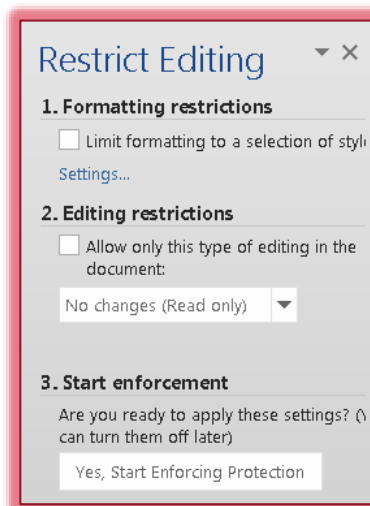 Restrict Editing
1. Formatting restrictions
Limit formatting to a selection of
Settings...
2. Editing restrictions
Allow only this type of editing in the
document:
No changes (Read only)
3. Start enforcement
Are you ready to apply these settings?
can turn them off later)
Yes, Start Enforcing Protection